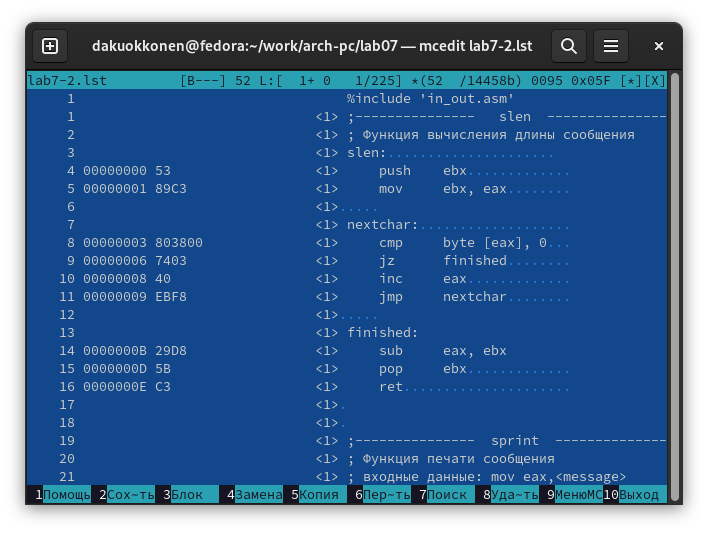 dakuokkonen@fedora:~/work/arch-pc/lab07 — mcedit lab7-2.lst
lab7-2.lst [B---] 52 L:[ 1+ 0 1/225] *(52 /14458b) 0095 0x05F [*][X]
1 %include 'in_out.asm'
1 <1> ;--------------- slen ---------------
2 <1> ; Функция вычисления длины сообщения
3 <1> slen:.....................
4 00000000 53 <1> push ebx.............
5 00000001 89C3 <1> mov ebx, eax........
6 <1>.....
7 <1> nextchar:...................
8 00000003 803800 <1> cmp byte [eax], 0...
9 00000006 7403 <1> jz finished........
10 00000008 40 <1> inc eax.............
11 00000009 EBF8 <1> jmp nextchar........
12 <1>.....
13 <1> finished:
14 0000000B 29D8 <1> sub eax, ebx
15 0000000D 5B <1> pop ebx.............
16 0000000E C3 <1> ret.....................
17 <1>.
18 <1>.
19 <1> ;--------------- sprint --------------
20 <1> ; Функция печати сообщения
21 <1> ; входные данные: mov eax,<message>
1Помощь 2Сох~ть 3Блок 4Замена 5Копия 6Пер~ть 7Поиск 8Уда~ть 9МенюMC 10Выход